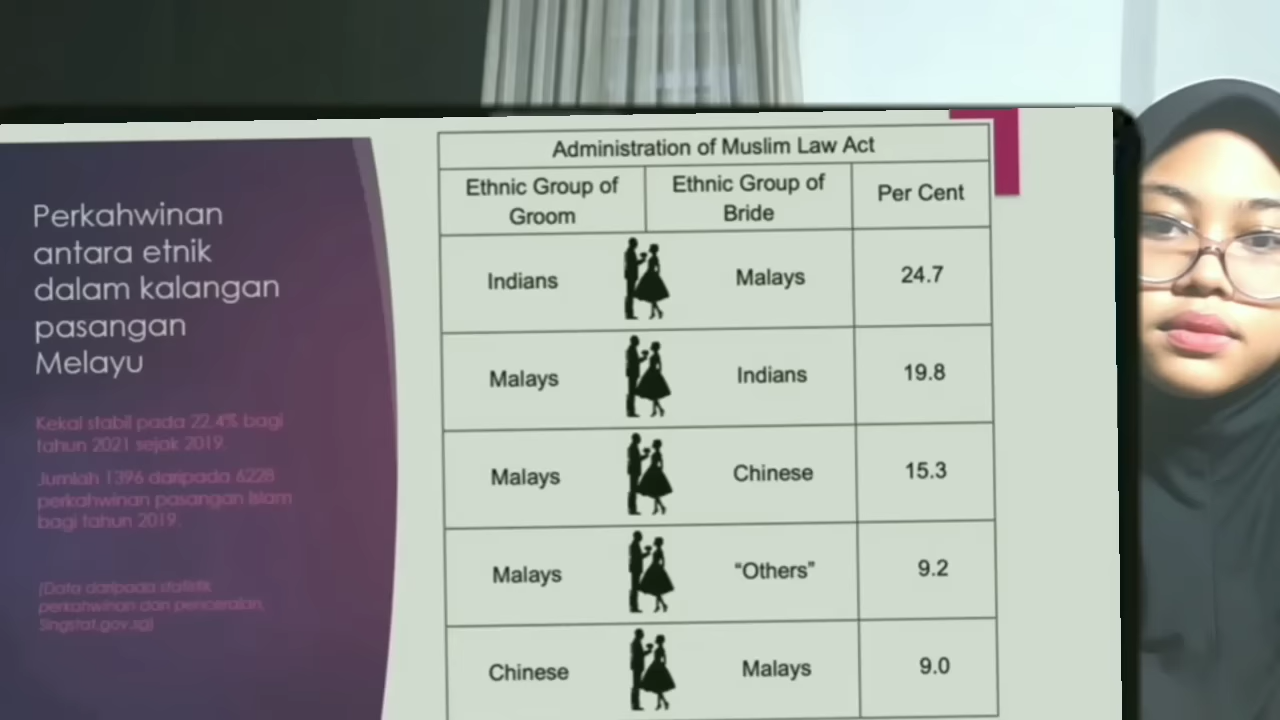 Perkahwinan
antara etnik
dalam kalangan
pasangan
Melayu
Kekal stabil pada 22.4% bagi
tahun 2021 sejak 2019.
Jumlah 1396 daripada 6228
perkahwinan pasangan Islam
bagi tahun 2019.
(Data daripada statistik
perkahwinan dan penceraian,
Singstat.gov.sg)
Administration of Muslim Law Act
Ethnic Group of
Groom
Ethnic Group of
Bride
Per Cent
Indians Malays 24.7
Malays Indians 19.8
Malays Chinese 15.3
Malays “Others” 9.2
Chinese Malays 9.0